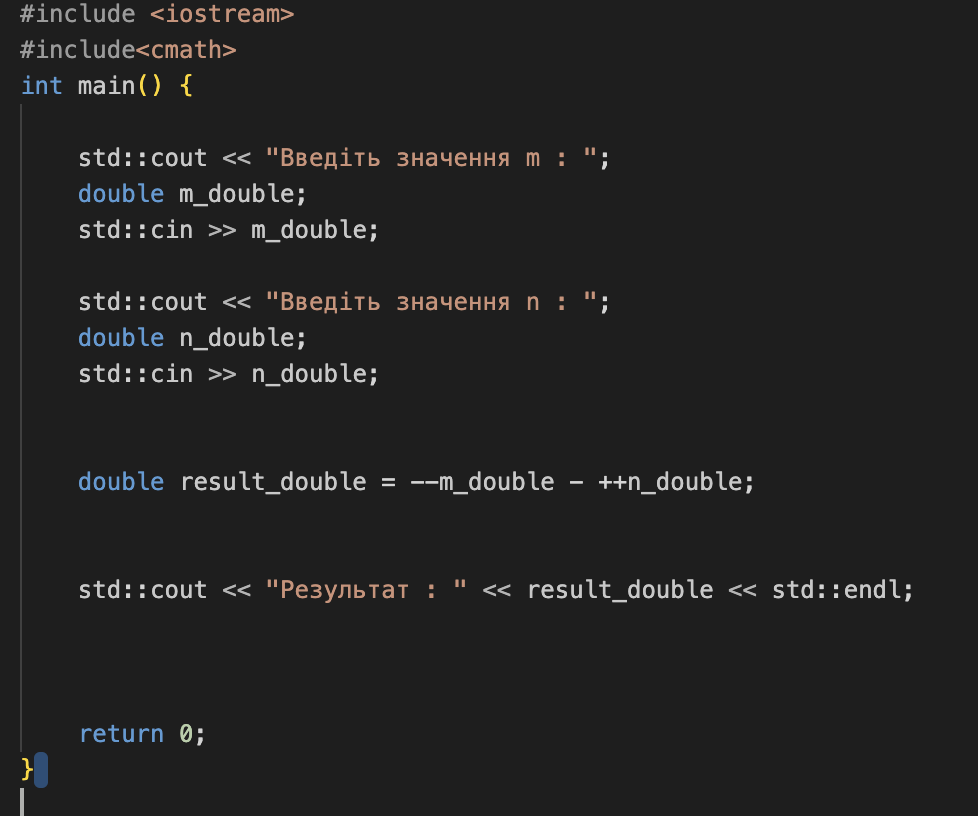 #include <iostream>
#include<cmath>
int main() {
std::cout << "Введіть значення m : ";
double m_double;
std::cin >> m_double;
std::cout << "Введіть значення n : ";
double n_double;
std::cin >> n_double;
double result_double = --m_double - ++n_double;
std::cout << "Результат : " << result_double << std::endl;
return 0;
}